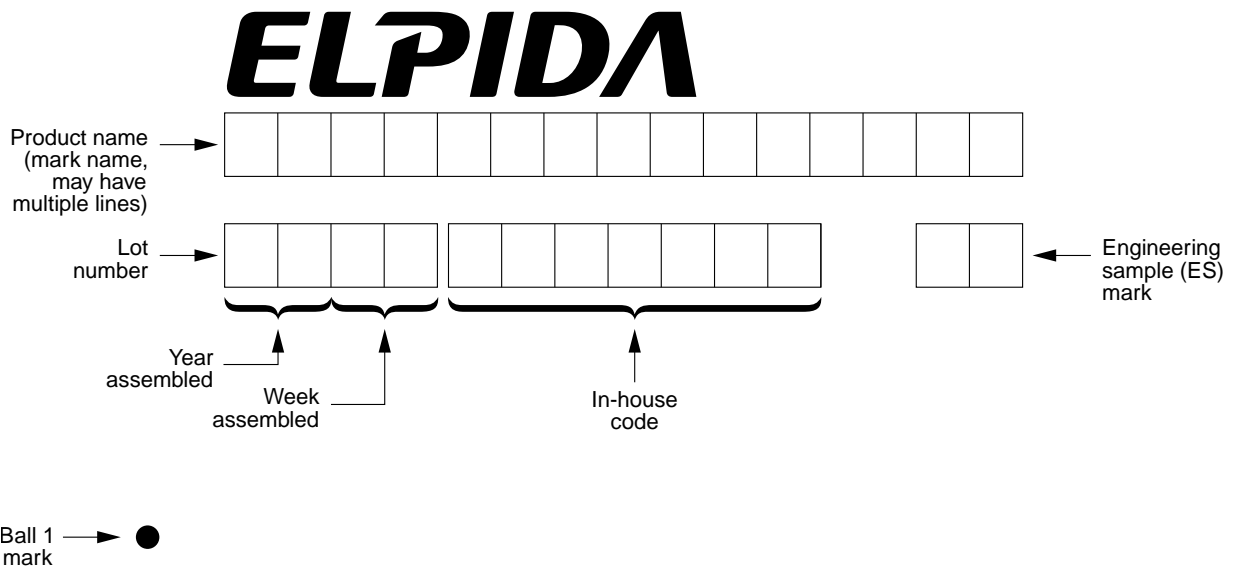 ELPIDA
Product name
(mark name,
may have
multiple lines)
Lot
number
Engineering
sample (ES)
mark
Year
assembled
Week
assembled
In-house
code
Ball 1
mark